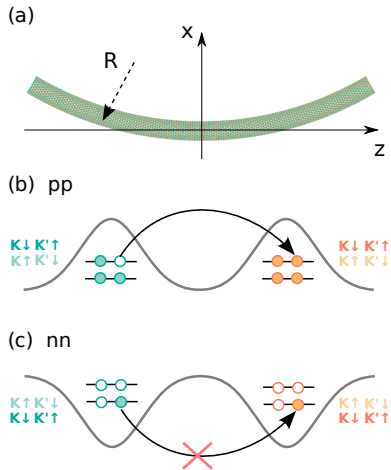 (a)
x
R
z
(b) pp
K↓ K'↑
K↑ K'↓
K↓ K'↑
K↑ K'↓
(c) nn
K↑ K'↓
K↓ K'↑
K↑ K'↓
K↓ K'↑